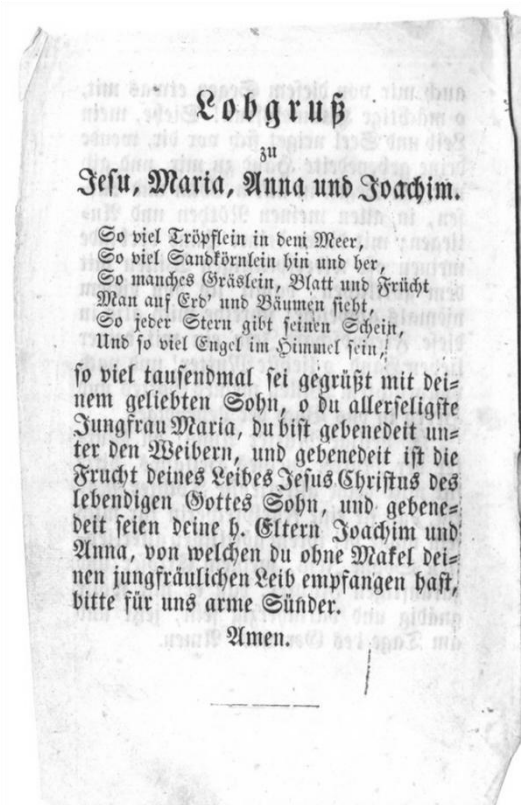 Lobgruß
zu
Jesu, Maria, Anna und Joachim.
So viel Tröpflein in dem Meer,
So viel Sandkörnlein hin und her,
So manches Gräslein, Blatt und Frücht
Man auf Erd' und Bäumen sieht,
So jeder Stern gibt seinen Schein,
Und so viel Engel im Himmel sein,
so viel tausendmal sei gegrüßt mit dei=
nem geliebten Sohn, o du allerseligste
Jungfrau Maria, du bist gebenedeit un=
ter den Weibern, und gebenedeit ist die
Frucht deines Leibes Jesus Christus des
lebendigen Gottes Sohn, und gebene=
deit seien deine h. Eltern Joachim und
Anna, von welchen du ohne Makel dei=
nen jungfräulichen Leib empfangen hast,
bitte für uns arme Sünder.
Amen.